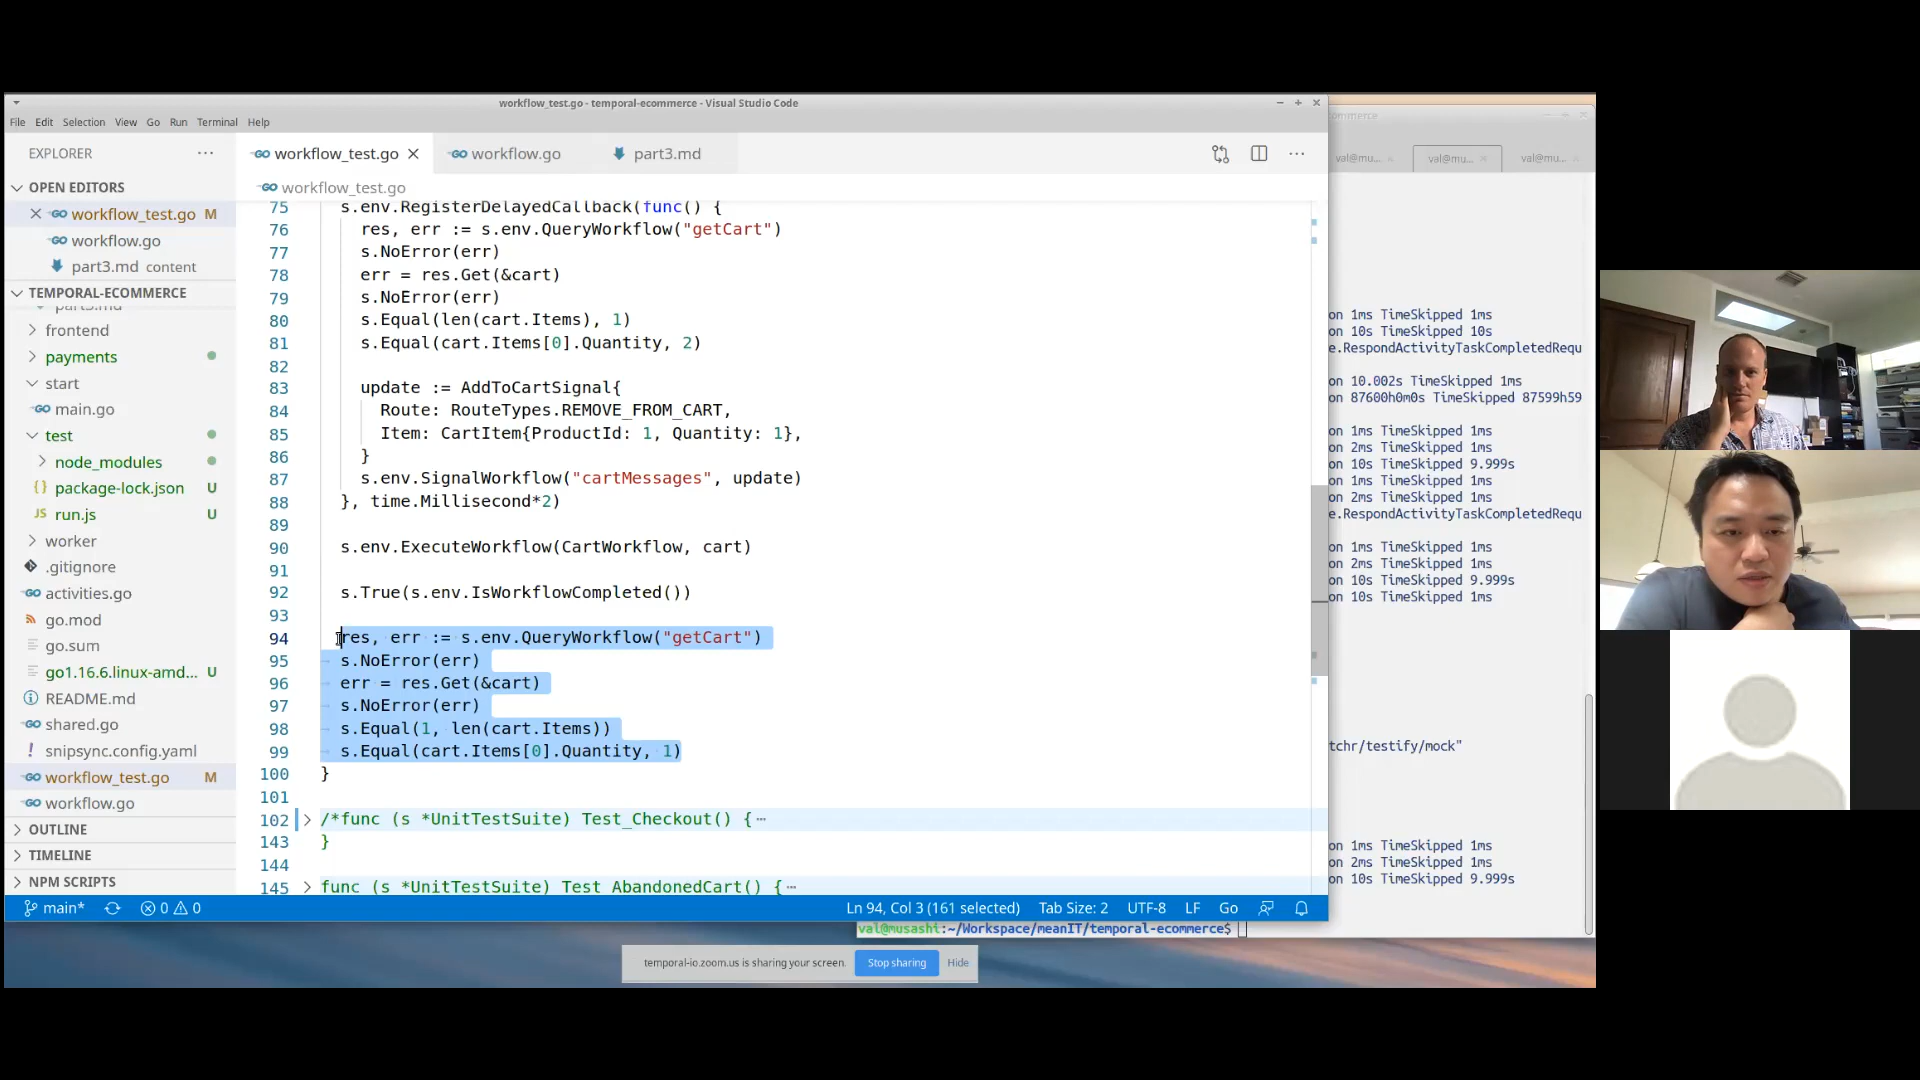 workflow_test.go - temporal-ecommerce - Visual Studio Code
File Edit Selection View Go Run Terminal Help
EXPLORER
OPEN EDITORS
workflow_test.go M
workflow.go
part3.md content
TEMPORAL-ECOMMERCE
part3.md
frontend
payments
start
main.go
test
node_modules
package-lock.json U
run.js U
worker
.gitignore
activities.go
go.mod
go.sum
go1.16.6.linux-amd... U
README.md
shared.go
snipsync.config.yaml
workflow_test.go M
workflow.go
OUTLINE
TIMELINE
NPM SCRIPTS
workflow_test.go workflow.go part3.md
workflow_test.go
75 s.env.RegisterDelayedCallback(func() {
76 res, err := s.env.QueryWorkflow("getCart")
77 s.NoError(err)
78 err = res.Get(&cart)
79 s.NoError(err)
80 s.Equal(len(cart.Items), 1)
81 s.Equal(cart.Items[0].Quantity, 2)
82
83 update := AddToCartSignal{
84 Route: RouteTypes.REMOVE_FROM_CART,
85 Item: CartItem{ProductId: 1, Quantity: 1},
86 }
87 s.env.SignalWorkflow("cartMessages", update)
88 }, time.Millisecond*2)
89
90 s.env.ExecuteWorkflow(CartWorkflow, cart)
91
92 s.True(s.env.IsWorkflowCompleted())
93
94 res, err := s.env.QueryWorkflow("getCart")
95 s.NoError(err)
96 err = res.Get(&cart)
97 s.NoError(err)
98 s.Equal(1, len(cart.Items))
99 s.Equal(cart.Items[0].Quantity, 1)
100 }
101
102 /*func (s *UnitTestSuite) Test_Checkout() {
143 }
144
145 func (s *UnitTestSuite) Test_AbandonedCart() {
main* 0 0 Ln 94, Col 3 (161 selected) Tab Size: 2 UTF-8 LF Go
ommerce
val@mu... val@mu... val@mu...
on 1ms TimeSkipped 1ms
on 10s TimeSkipped 10s
e.RespondActivityTaskCompletedRequ
on 10.002s TimeSkipped 1ms
on 87600h0m0s TimeSkipped 87599h59
on 1ms TimeSkipped 1ms
on 2ms TimeSkipped 1ms
on 10s TimeSkipped 9.999s
on 1ms TimeSkipped 1ms
on 2ms TimeSkipped 1ms
e.RespondActivityTaskCompletedRequ
on 1ms TimeSkipped 1ms
on 2ms TimeSkipped 1ms
on 10s TimeSkipped 9.999s
on 10s TimeSkipped 1ms
tchr/testify/mock"
on 1ms TimeSkipped 1ms
on 2ms TimeSkipped 1ms
on 10s TimeSkipped 9.999s
val@musashi:~/Workspace/meanIT/temporal-ecommerce$
temporal-io.zoom.us is sharing your screen. Stop sharing Hide